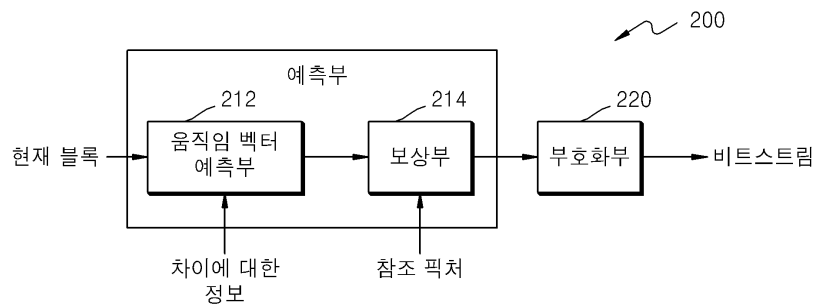 200
예측부
212
214
220
현재 블록
움직임 벡터
예측부
보상부
부호화부
비트스트림
차이에 대한
정보
참조 픽처